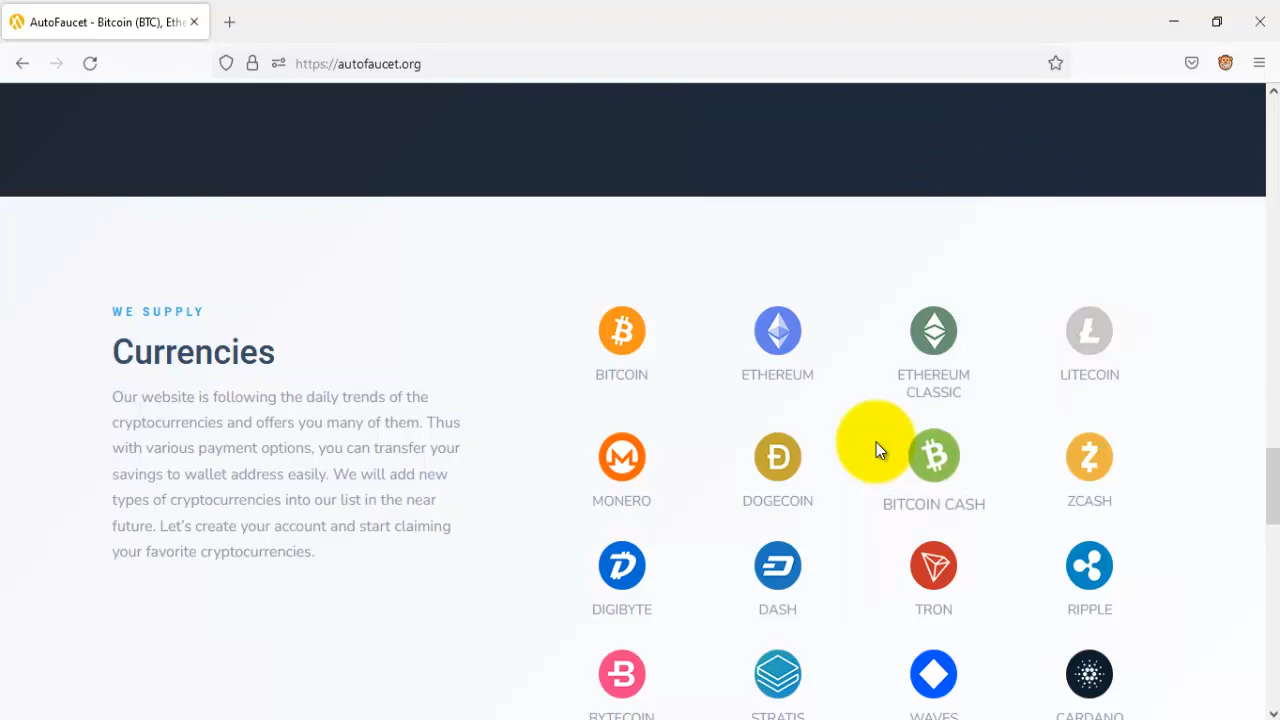 AutoFaucet - Bitcoin (BTC), Ethe
https://autofaucet.org
WE SUPPLY
Currencies
Our website is following the daily trends of the
cryptocurrencies and offers you many of them. Thus
with various payment options, you can transfer your
savings to wallet address easily. We will add new
types of cryptocurrencies into our list in the near
future. Let's create your account and start claiming
your favorite cryptocurrencies.
BITCOIN
ETHEREUM
ETHEREUM
CLASSIC
LITECOIN
MONERO
DOGECOIN
BITCOIN CASH
ZCASH
DIGIBYTE
DASH
TRON
RIPPLE
BYTECOIN
STRATIS
WAVES
CARDANO